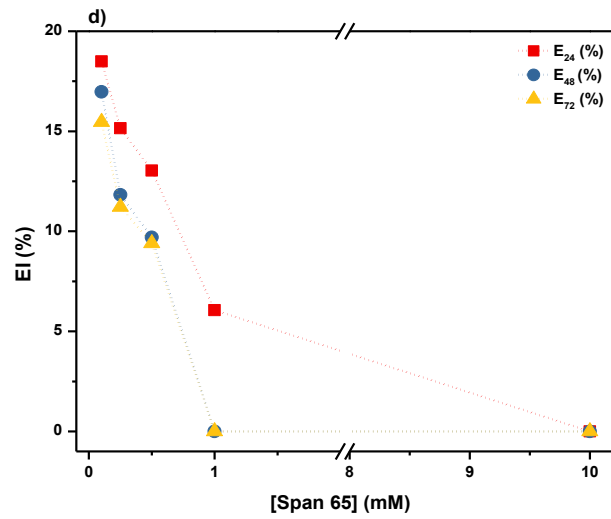 d)
20
15
10
5
0
EI (%)
E24 (%)
E48 (%)
E72 (%)
0 1 8 9 10
[Span 65] (mM)